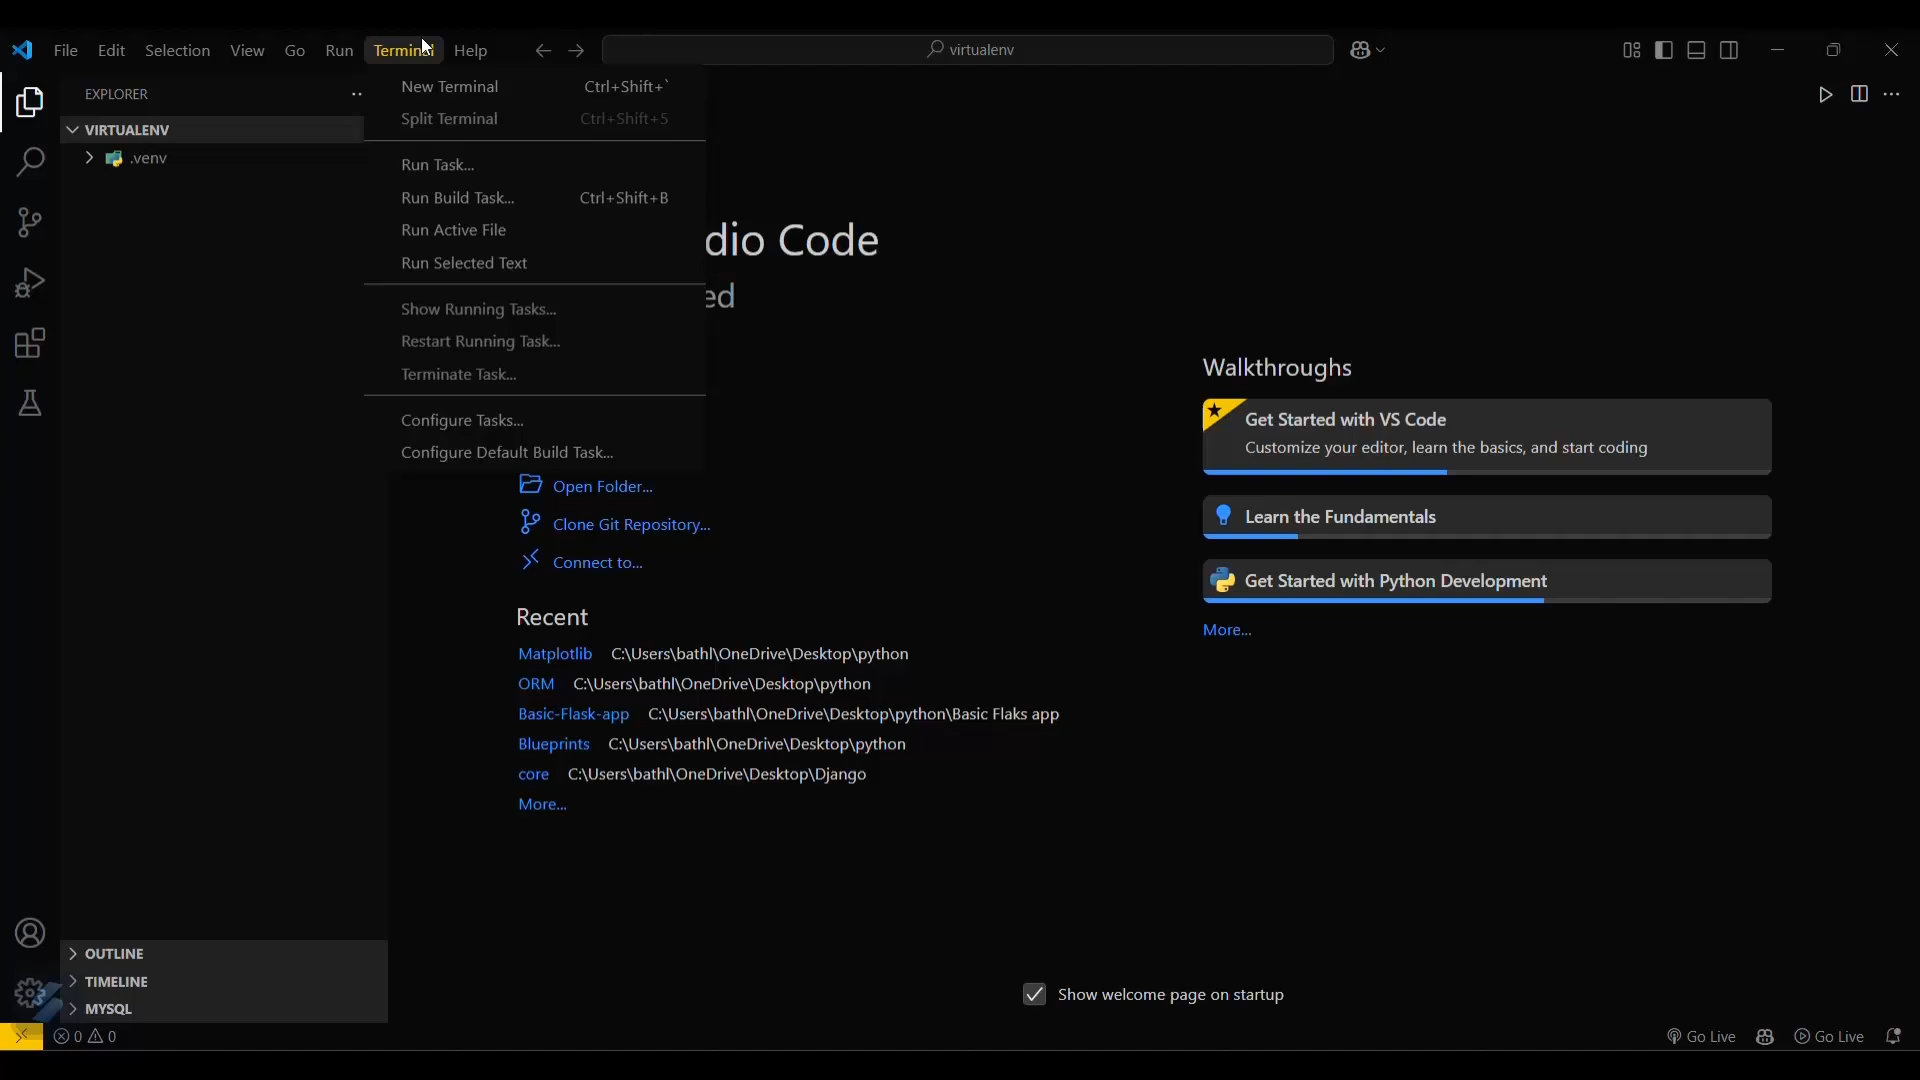 File Edit Selection View Go Run Terminal Help virtualenv
EXPLORER
VIRTUALENV
.venv
New Terminal Ctrl+Shift+`
Split Terminal Ctrl+Shift+5
Run Task...
Run Build Task... Ctrl+Shift+B
Run Active File
Run Selected Text
Show Running Tasks...
Restart Running Task...
Terminate Task...
Configure Tasks...
Configure Default Build Task...
dio Code
ed
Open Folder...
Clone Git Repository...
Connect to...
Recent
Matplotlib C:\Users\bathl\OneDrive\Desktop\python
ORM C:\Users\bathl\OneDrive\Desktop\python
Basic-Flask-app C:\Users\bathl\OneDrive\Desktop\python\Basic Flaks app
Blueprints C:\Users\bathl\OneDrive\Desktop\python
core C:\Users\bathl\OneDrive\Desktop\Django
More...
Walkthroughs
Get Started with VS Code
Customize your editor, learn the basics, and start coding
Learn the Fundamentals
Get Started with Python Development
More...
Show welcome page on startup
OUTLINE
TIMELINE
MYSQL
0 0
Go Live Go Live